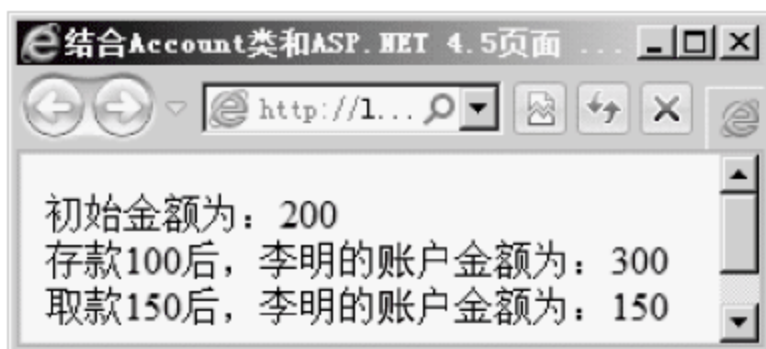 结合Account类和ASP.NET 4.5页面 ...
http://l...
初始金额为：200
存款100后，李明的账户金额为：300
取款150后，李明的账户金额为：150